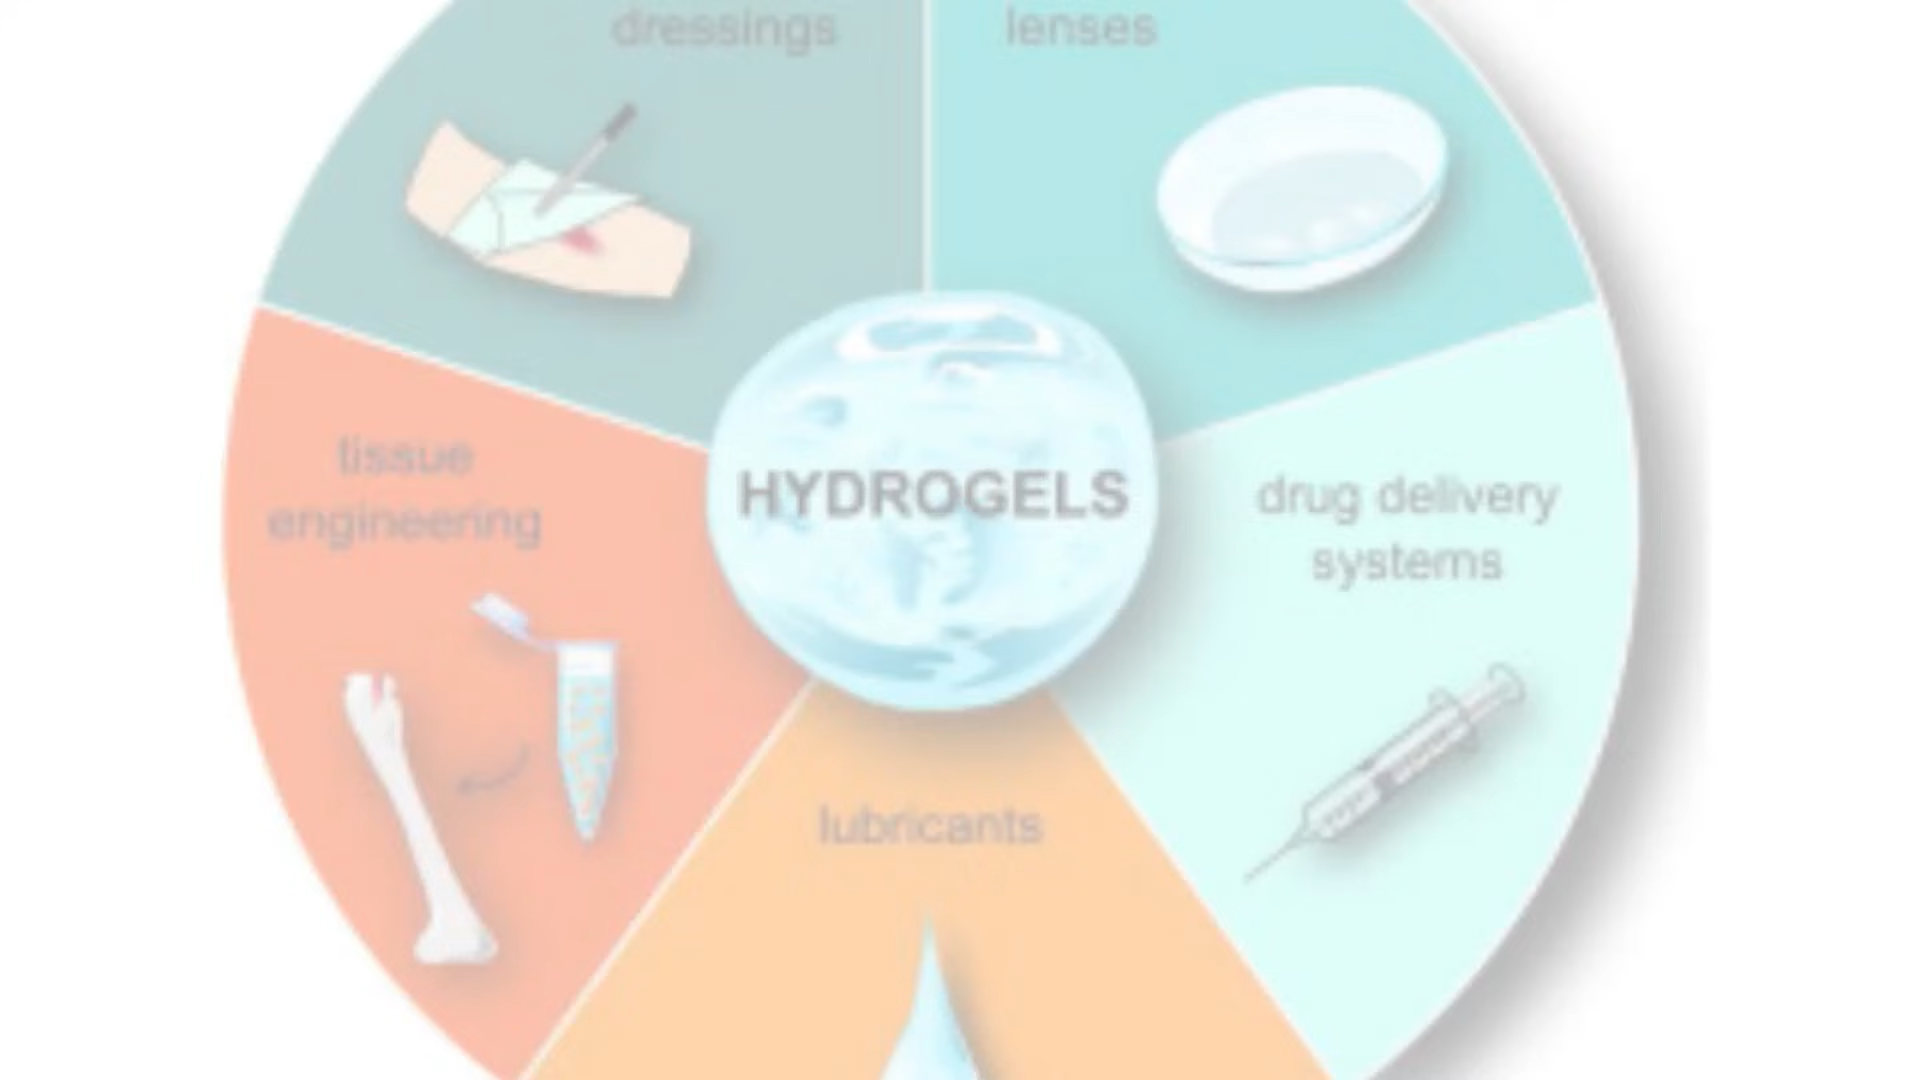 dressings
lenses
tissue
engineering
HYDROGELS
drug delivery
systems
lubricants